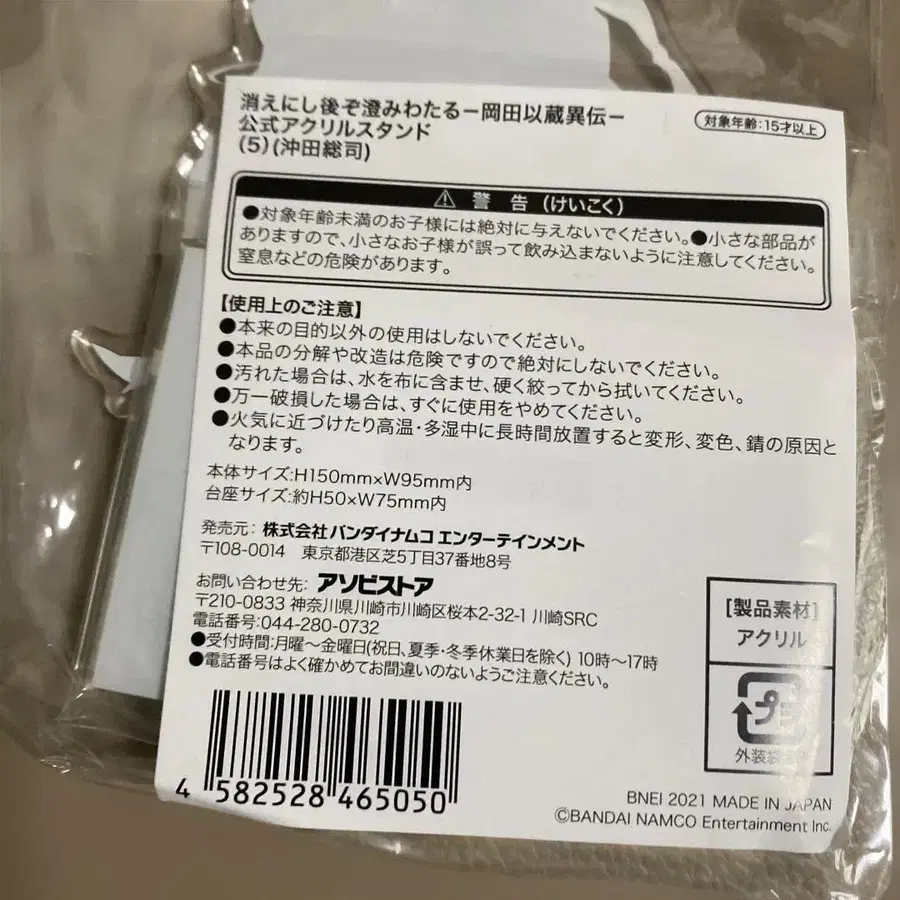 消えにし後ぞ澄みわたる-岡田以蔵異伝-
公式アクリルスタンド
(5)(沖田総司)
対象年齢:15才以上
⚠ 警告(けいこく)
●対象年齢未満のお子様には絶対に与えないでください。●小さな部品が
ありますので、小さなお子様が誤って飲み込まないように注意してください。
窒息などの危険があります。
【使用上のご注意】
●本来の目的以外の使用はしないでください。
●本品の分解や改造は危険ですので絶対にしないでください。
●汚れた場合は、水を布に含ませ、硬く絞ってから拭いてください。
●万一破損した場合は、すぐに使用をやめてください。
●火気に近づけたり高温・多湿中に長時間放置すると変形、変色、錆の原因と
なります。
本体サイズ:H150mm×W95mm内
台座サイズ:約H50×W75mm内
発売元: 株式会社バンダイナムコエンターテインメント
〒108-0014 東京都港区芝5丁目37番地8号
お問い合わせ先: アソビストア
〒210-0833 神奈川県川崎市川崎区桜本2-32-1 川崎SRC
電話番号:044-280-0732
●受付時間:月曜〜金曜日(祝日、夏季・冬季休業日を除く) 10時〜17時
●電話番号はよく確かめてお間違いのないようご注意ください。
[製品素材]
アクリル
プラ
外装袋
4 582528 465050
BNEI 2021 MADE IN JAPAN
©BANDAI NAMCO Entertainment Inc.